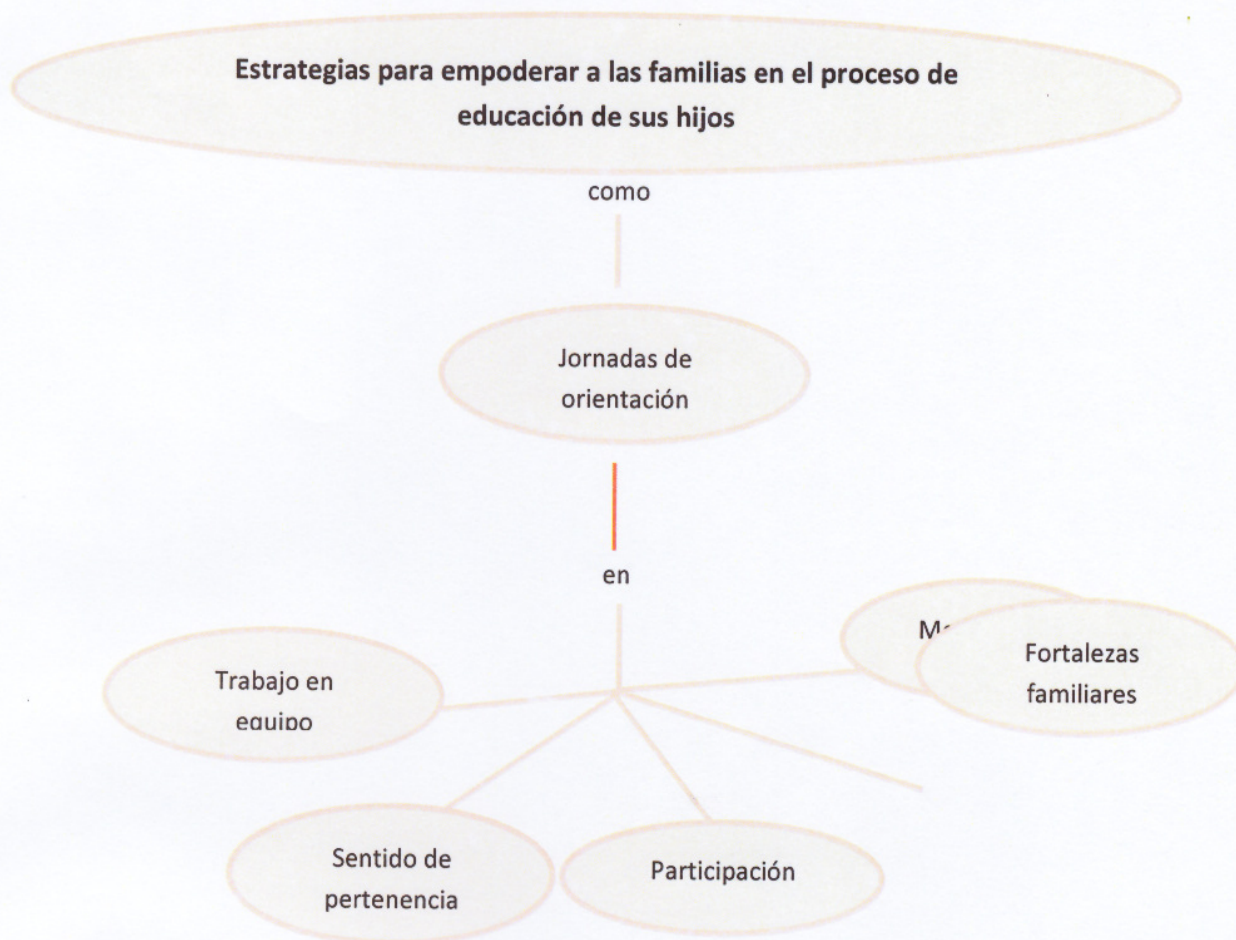 Estrategias para empoderar a las familias en el proceso de
educación de sus hijos
como
Jornadas de
orientación
en
Fortalezas
familiares
Trabajo en
equipo
Sentido de
pertenencia
Participación